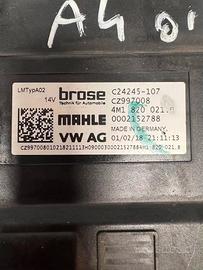 A4
LMTypA02
14V
brose
Technik für Automobile
MAHLE
VW AG
C24245-107
CZ997008
4M1 820 021.B
0002152788
MADE IN GERMANY.
01/02/18-21:11:13